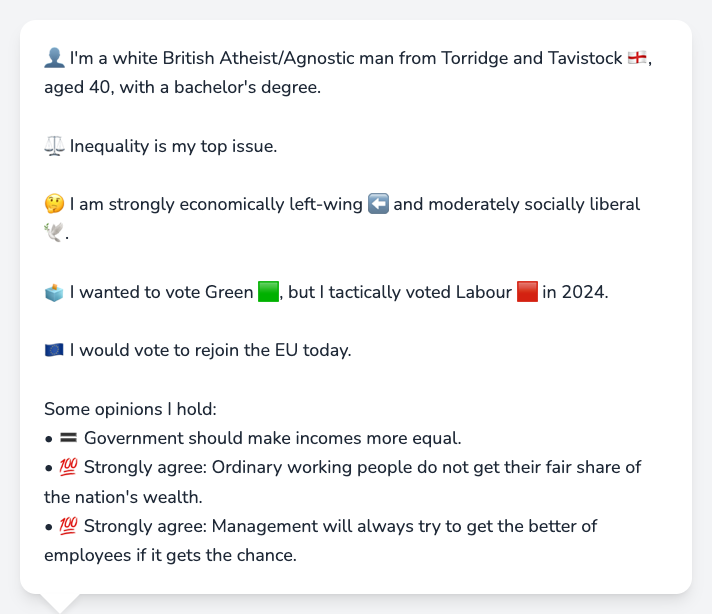 👤 I'm a white British Atheist/Agnostic man from Torridge and Tavistock 🏴󠁧󠁢󠁥󠁮󠁧󠁿,
aged 40, with a bachelor's degree.
⚖️ Inequality is my top issue.
🤔 I am strongly economically left-wing ⬅️ and moderately socially liberal
🕊️.
🗳️ I wanted to vote Green 🟩, but I tactically voted Labour 🟥 in 2024.
🇪🇺 I would vote to rejoin the EU today.
Some opinions I hold:
• 🟰 Government should make incomes more equal.
• 💯 Strongly agree: Ordinary working people do not get their fair share of
the nation's wealth.
• 💯 Strongly agree: Management will always try to get the better of
employees if it gets the chance.